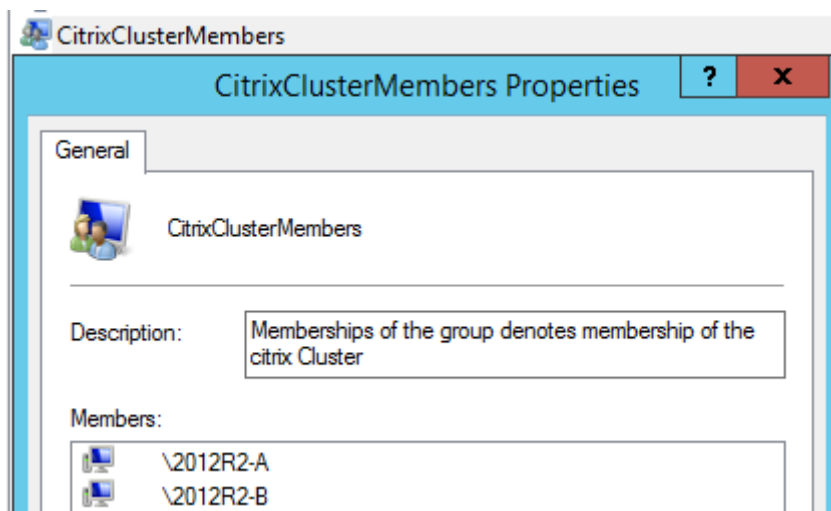 CitrixClusterMembers
CitrixClusterMembers Properties
?
x
General
CitrixClusterMembers
Description:
Memberships of the group denotes membership of the
citrix Cluster
Members:
\2012R2-A
\2012R2-B